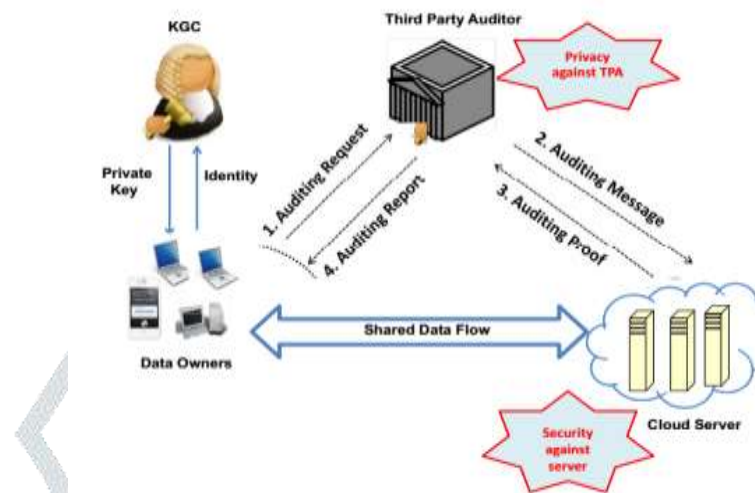 KGC
Third Party Auditor
Privacy
against TPA
Private
Key
Identity
1. Auditing Request
4. Auditing Report
2. Auditing Message
3. Auditing Proof
Shared Data Flow
Data Owners
Cloud Server
Security
against
server